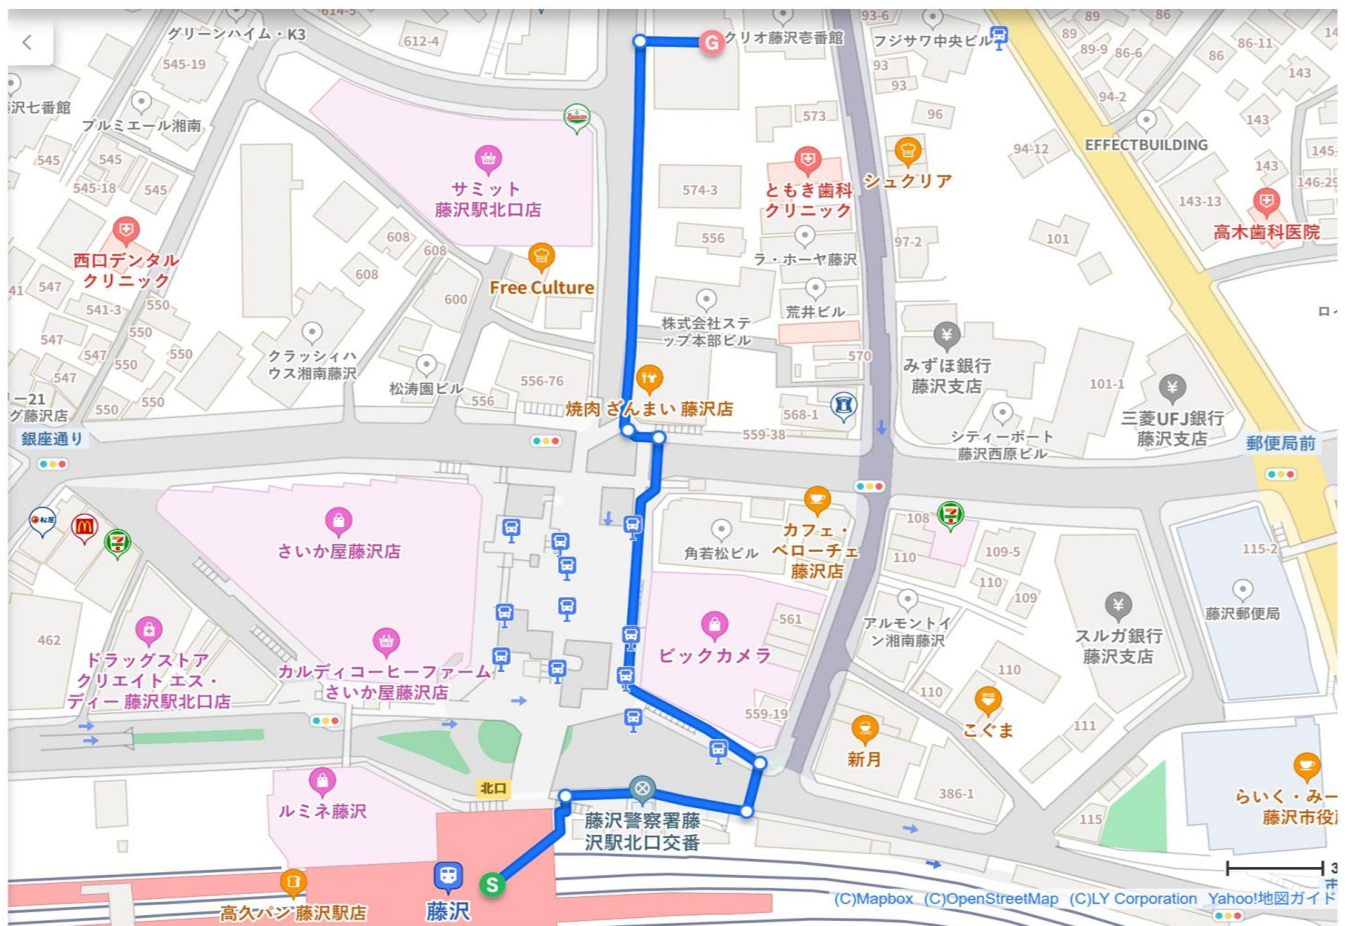 グリーンハイム・K3
614-5
612-4
G
クリオ藤沢壱番館
93-6
フジサワ中央ビル
89
86
89
89-9
86-6
86
86-11
143
545-19
93
93
94-2
沢七番館
プルミエール湘南
573
96
94-12
EFFECTBUILDING
143
545
545
545-18
545
サミット
藤沢駅北口店
574-3
ともき歯科
クリニック
シュクリア
143
146-29
143-13
高木歯科医院
西口デンタル
クリニック
608
608
608
556
97-2
101
ラ・ホーヤ藤沢
41
547
541-3
550
Free Culture
600
荒井ビル
株式会社ステ
ップ本部ビル
547
550
547
550
550
クラッシィハ
ウス湘南藤沢
松涛園ビル
556-76
570
みずほ銀行
藤沢支店
101-1
547
リー21
グ藤沢店
550
550
556
焼肉 ざんまい 藤沢店
568-1
559-38
三菱UFJ銀行
藤沢支店
シティーポート
藤沢西原ビル
銀座通り
郵便局前
松屋
さいか屋藤沢店
角若松ビル
カフェ・
ベローチェ
藤沢店
108
110
109-5
110
109
115-2
462
ドラッグストア
クリエイト エス・
ディー 藤沢駅北口店
カルディコーヒーファーム
さいか屋藤沢店
ビックカメラ
561
アルモントイ
ン湘南藤沢
スルガ銀行
藤沢支店
藤沢郵便局
559-19
110
110
111
こぐま
新月
北口
ルミネ藤沢
藤沢警察署藤
沢駅北口交番
386-1
115
らいく・みー
藤沢市役
S
藤沢
高久パン 藤沢駅店
3
(C)Mapbox (C)OpenStreetMap (C)LY Corporation Yahoo!地図ガイド